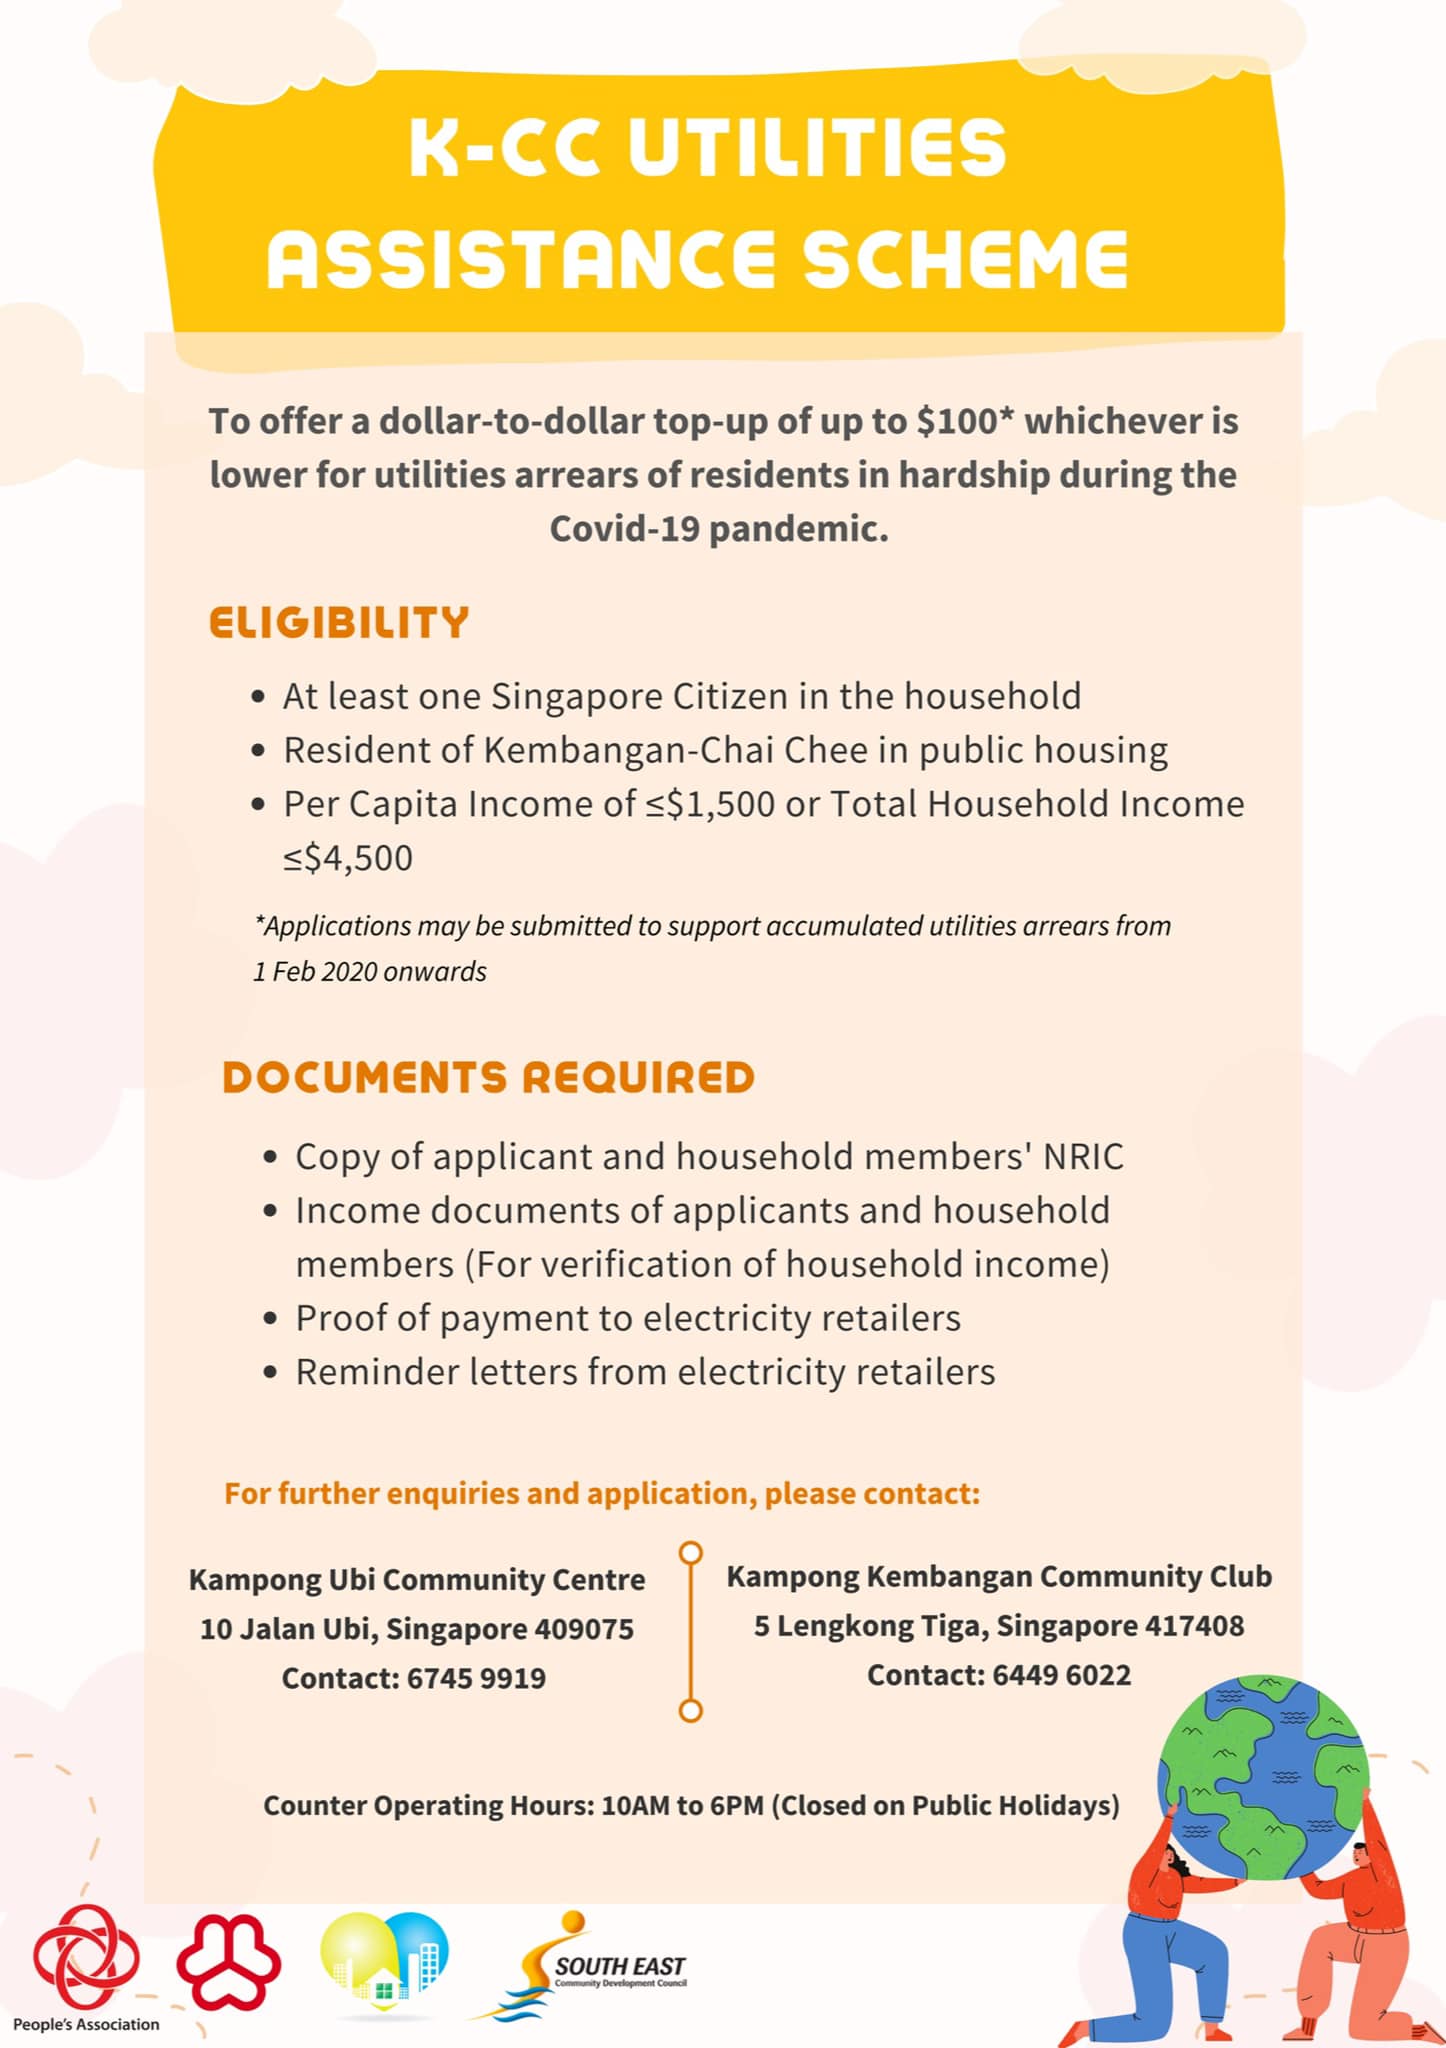 K-CC UTILITIES
ASSISTANCE SCHEME
To offer a dollar-to-dollar top-up of up to $100* whichever is
lower for utilities arrears of residents in hardship during the
Covid-19 pandemic.
ELIGIBILITY
• At least one Singapore Citizen in the household
• Resident of Kembangan-Chai Chee in public housing
• Per Capita Income of ≤$1,500 or Total Household Income
≤$4,500
*Applications may be submitted to support accumulated utilities arrears from
1 Feb 2020 onwards
DOCUMENTS REQUIRED
• Copy of applicant and household members' NRIC
• Income documents of applicants and household
members (For verification of household income)
• Proof of payment to electricity retailers
• Reminder letters from electricity retailers
For further enquiries and application, please contact:
Kampong Ubi Community Centre
10 Jalan Ubi, Singapore 409075
Contact: 6745 9919
Kampong Kembangan Community Club
5 Lengkong Tiga, Singapore 417408
Contact: 6449 6022
Counter Operating Hours: 10AM to 6PM (Closed on Public Holidays)
People's Association
SOUTH EAST
Community Development Council